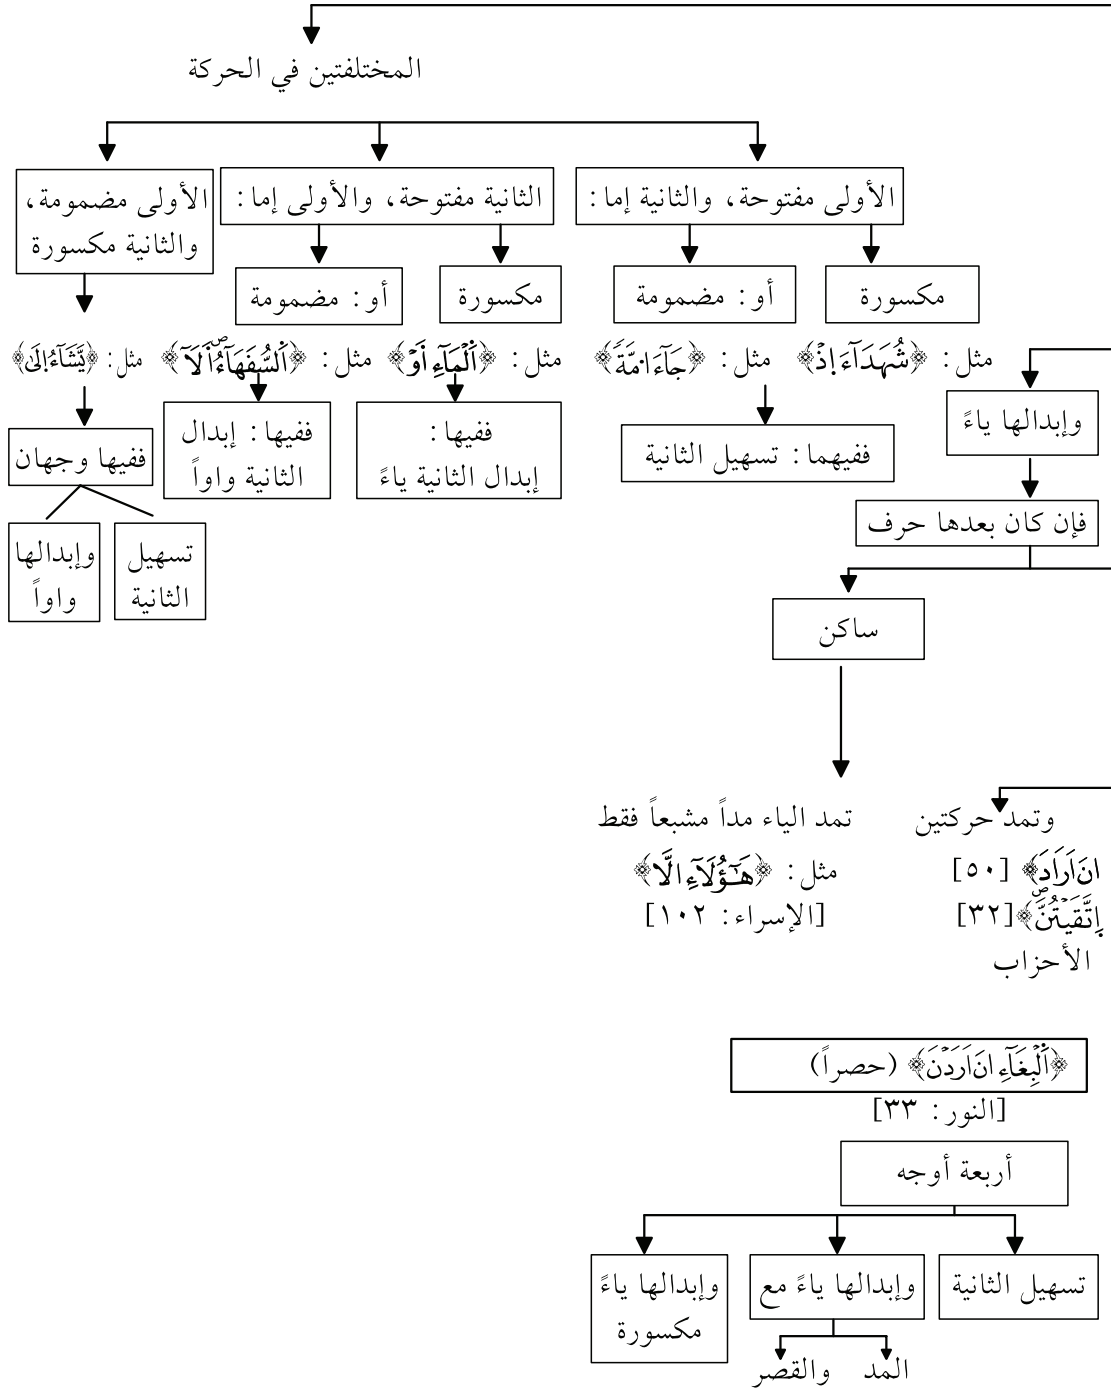 المختلفتين في الحركة
الأولى مفتوحة، والثانية إما:
الثانية مفتوحة، والأولى إما:
الأولى مضمومة،
والثانية مكسورة
مكسورة
أو: مضمومة
مكسورة
أو: مضمومة
مثل: ﴿شُهَدَآءَ اِ۪ذْ﴾
مثل: ﴿جَآءَ ا۟مَّةٗ﴾
مثل: ﴿اَ۬لْمَآءِ اَ۬وْ﴾
مثل: ﴿اُ۬لسُّفَهَآءُۖ اَ۬لَآ﴾
مثل: ﴿يَّشَآءُ اِ۪لَىٰ﴾
وإبدالها ياءً
ففيهما: تسهيل الثانية
ففيها:
إبدال الثانية ياءً
ففيها: إبدال
الثانية واواً
ففيها وجهان
فإن كان بعدها حرف
تسهيل
الثانية
وإبدالها
واواً
ساكن
وتمد حركتين
تمد الياء مداً مشبعاً فقط
اِنَ اَرَادَ﴾ [٥٠]
مثل: ﴿هَـٰٓؤُلَآءِ الَّا﴾
إِتَّقَيْتُنَّۖ﴾ [٣٢]
[الإسراء: ١٠٢]
الأحزاب
﴿اَ۬لْبِغَآءِ انَ اَرَدْنَ﴾ (حصراً)
[النور: ٣٣]
أربعة أوجه
تسهيل الثانية
وإبدالها ياءً مع
وإبدالها ياءً
مكسورة
المد
والقصر